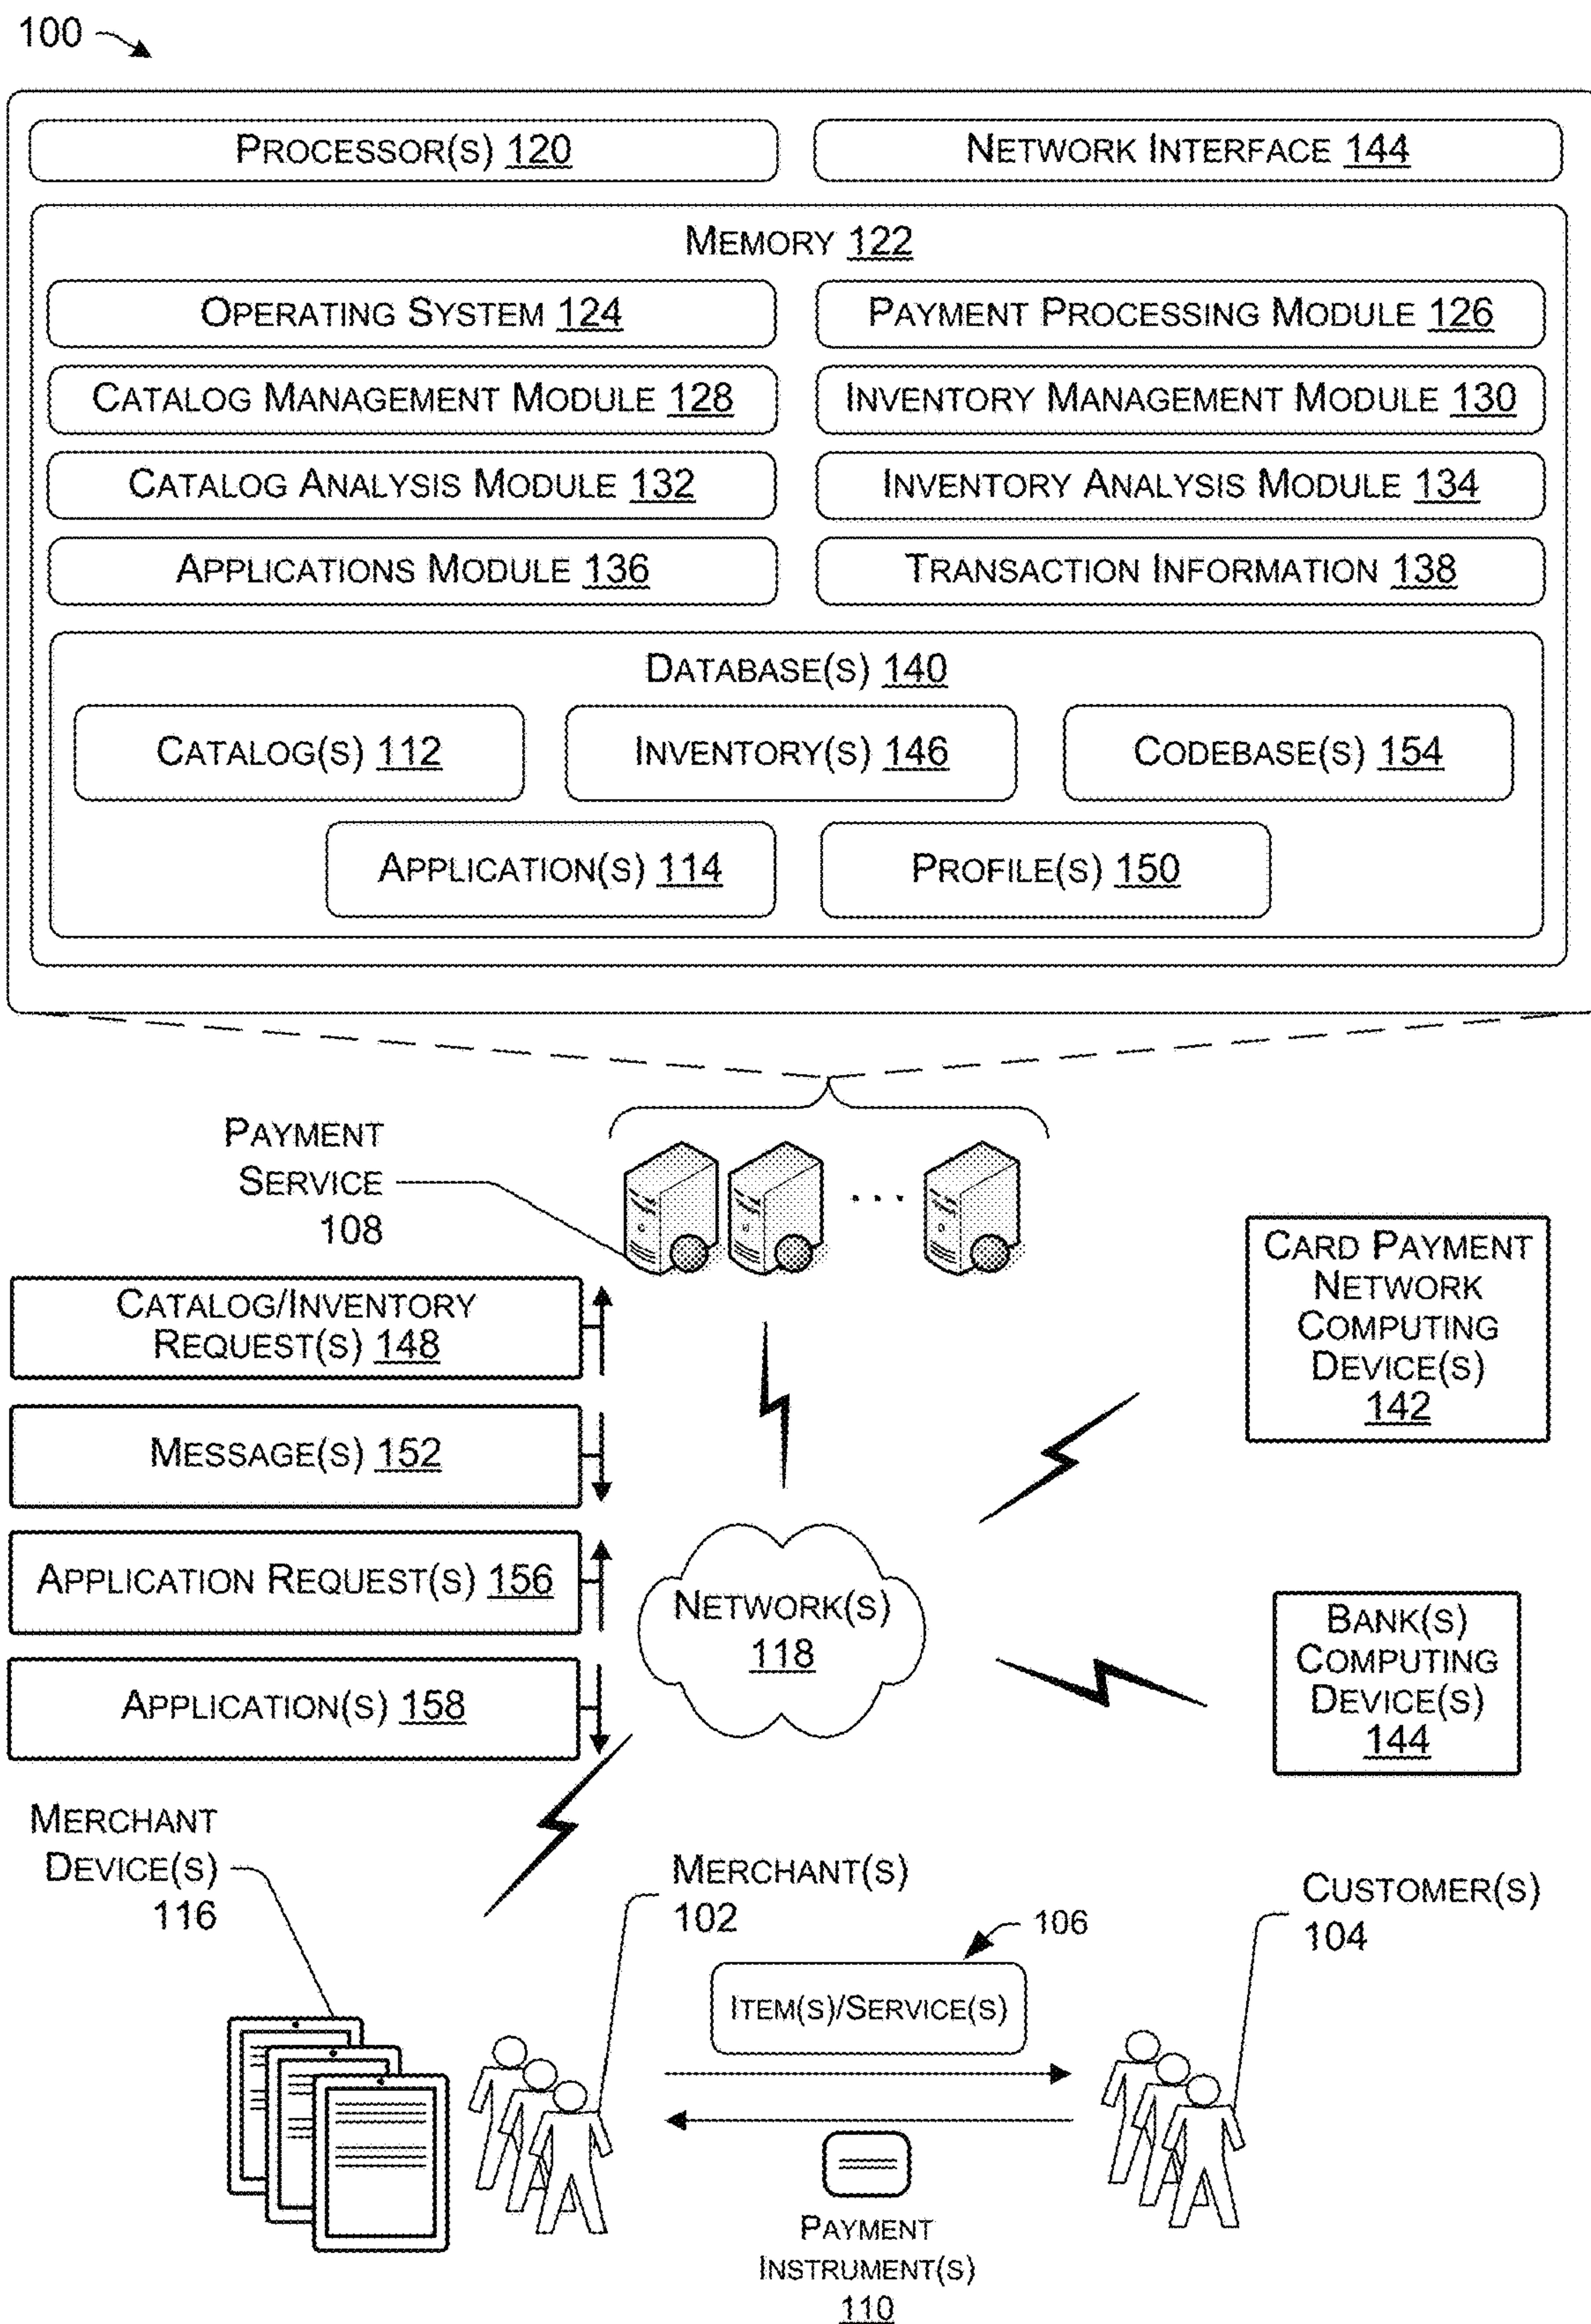 100
PROCESSOR(S) 120
NETWORK INTERFACE 144
MEMORY 122
OPERATING SYSTEM 124
PAYMENT PROCESSING MODULE 126
CATALOG MANAGEMENT MODULE 128
INVENTORY MANAGEMENT MODULE 130
CATALOG ANALYSIS MODULE 132
INVENTORY ANALYSIS MODULE 134
APPLICATIONS MODULE 136
TRANSACTION INFORMATION 138
DATABASE(S) 140
CATALOG(S) 112
INVENTORY(S) 146
CODEBASE(S) 154
APPLICATION(S) 114
PROFILE(S) 150
PAYMENT
SERVICE
108
CARD PAYMENT
NETWORK
COMPUTING
DEVICE(S)
142
CATALOG/INVENTORY
REQUEST(S) 148
MESSAGE(S) 152
APPLICATION REQUEST(S) 156
APPLICATION(S) 158
NETWORK(S)
118
BANK(S)
COMPUTING
DEVICE(S)
144
MERCHANT
DEVICE(S)
116
MERCHANT(S)
102
106
CUSTOMER(S)
104
ITEM(S)/SERVICE(S)
PAYMENT
INSTRUMENT(S)
110